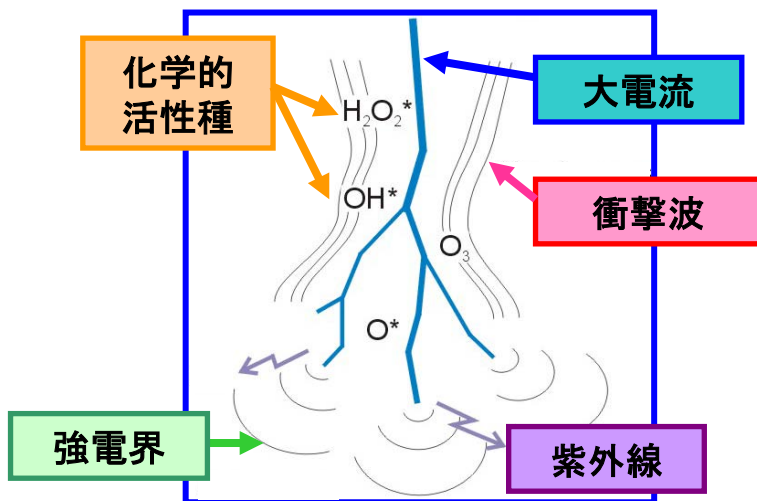 化学的
活性種
大電流
H₂O₂*
OH*
衝撃波
O₃
O*
強電界
紫外線